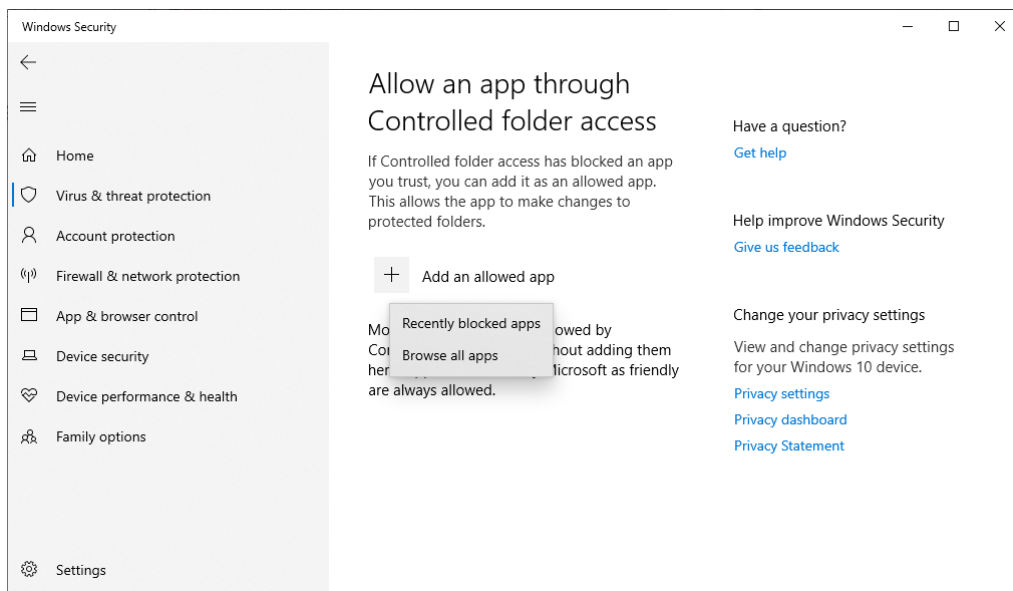 Windows Security
Home
Virus & threat protection
Account protection
Firewall & network protection
App & browser control
Device security
Device performance & health
Family options
Settings
Allow an app through
Controlled folder access
If Controlled folder access has blocked an app
you trust, you can add it as an allowed app.
This allows the app to make changes to
protected folders.
Add an allowed app
Recently blocked apps
Browse all apps
owed by
hout adding them
Microsoft as friendly
are always allowed.
Have a question?
Get help
Help improve Windows Security
Give us feedback
Change your privacy settings
View and change privacy settings
for your Windows 10 device.
Privacy settings
Privacy dashboard
Privacy Statement